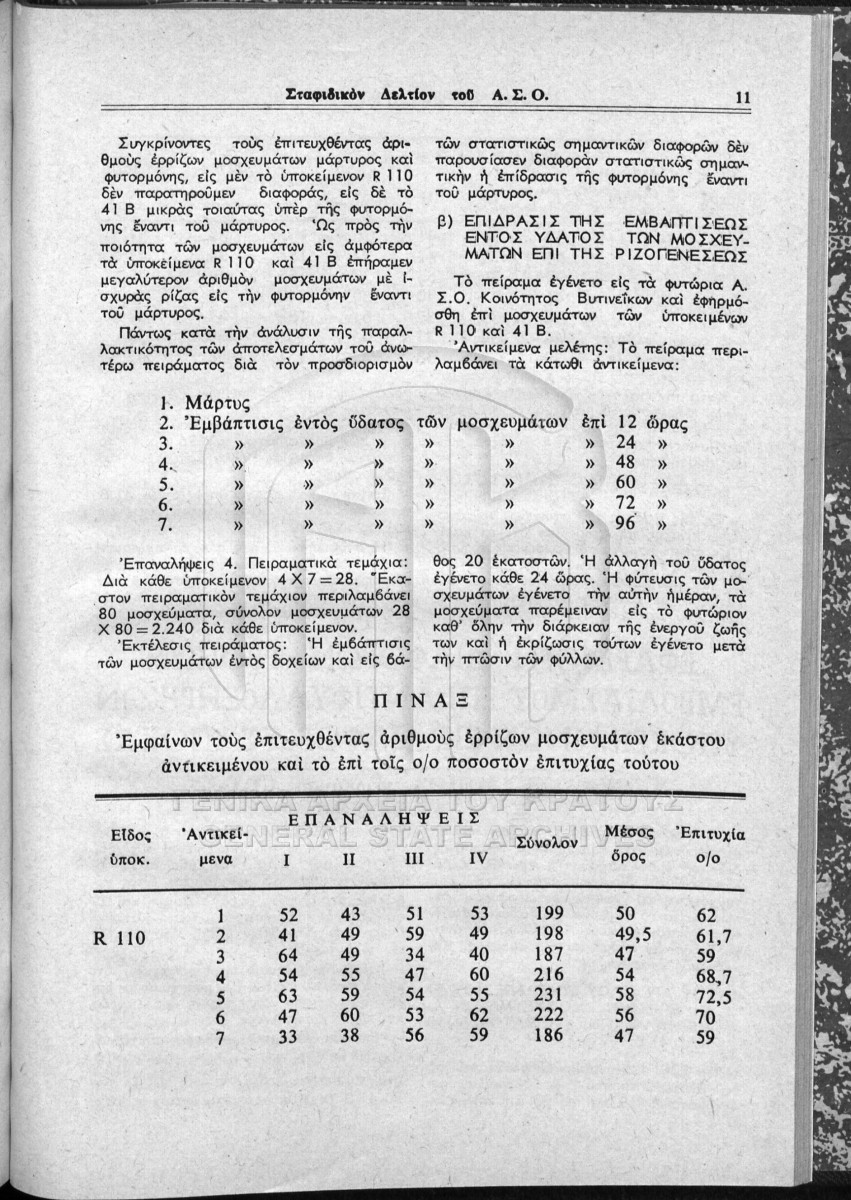 Σταφιδικὸν Δελτίον τοῦ Α. Σ. Ο.
11
Συγκρίνοντες τοὺς ἐπιτευχθέντας ἀρι-
θμοὺς ἐρρίζων μοσχευμάτων μάρτυρος καὶ
φυτορμόνης, εἰς μὲν τὸ ὑποκείμενον R 110
δὲν παρατηροῦμεν διαφοράς, εἰς δὲ τὸ
41 Β μικρὰς τοιαύτας ὑπὲρ τῆς φυτορμό-
νης ἔναντι τοῦ μάρτυρος. Ὡς πρὸς τὴν
ποιότητα τῶν μοσχευμάτων εἰς ἀμφότερα
τὰ ὑποκείμενα R 110 καὶ 41 Β ἐπήραμεν
μεγαλύτερον ἀριθμὸν μοσχευμάτων μὲ ἰ-
σχυρὰς ρίζας εἰς τὴν φυτορμόνην ἔναντι
τοῦ μάρτυρος.
Πάντως κατὰ τὴν ἀνάλυσιν τῆς παραλ-
λακτικότητος τῶν ἀποτελεσμάτων τοῦ ἀνω-
τέρω πειράματος διὰ τὸν προσδιορισμὸν
τῶν στατιστικῶς σημαντικῶν διαφορῶν δὲν
παρουσίασεν διαφορὰν στατιστικῶς σημαν-
τικὴν ἡ ἐπίδρασις τῆς φυτορμόνης ἔναντι
τοῦ μάρτυρος.
β) ΕΠΙΔΡΑΣΙΣ ΤΗΣ ΕΜΒΑΠΤΙΣΕΩΣ
ΕΝΤΟΣ ΥΔΑΤΟΣ ΤΩΝ ΜΟΣΧΕΥ-
ΜΑΤΩΝ ΕΠΙ ΤΗΣ ΡΙΖΟΓΕΝΕΣΕΩΣ
Τὸ πείραμα ἐγένετο εἰς τὰ φυτώρια Α.
Σ.Ο. Κοινότητος Βυτινεΐκων καὶ ἐφηρμό-
σθη ἐπὶ μοσχευμάτων τῶν ὑποκειμένων
R 110 καὶ 41 Β.
Ἀντικείμενα μελέτης: Τὸ πείραμα περι-
λαμβάνει τὰ κάτωθι ἀντικείμενα:
1. Μάρτυς
2. Ἐμβάπτισις ἐντὸς ὕδατος τῶν μοσχευμάτων ἐπὶ 12 ὥρας
3. » » » » » » 24 »
4. » » » » » » 48 »
5. » » » » » » 60 »
6. » » » » » » 72 »
7. » » » » » » 96 »
Ἐπαναλήψεις 4. Πειραματικὰ τεμάχια:
Διὰ κάθε ὑποκείμενον 4 Χ 7 = 28. Ἕκα-
στον πειραματικὸν τεμάχιον περιλαμβάνει
80 μοσχεύματα, σύνολον μοσχευμάτων 28
Χ 80 = 2.240 διὰ κάθε ὑποκείμενον.
Ἐκτέλεσις πειράματος: Ἡ ἐμβάπτισις
τῶν μοσχευμάτων ἐντὸς δοχείων καὶ εἰς βά-
θος 20 ἑκατοστῶν. Ἡ ἀλλαγὴ τοῦ ὕδατος
ἐγένετο κάθε 24 ὥρας. Ἡ φύτευσις τῶν μο-
σχευμάτων ἐγένετο τὴν αὐτὴν ἡμέραν, τὰ
μοσχεύματα παρέμειναν εἰς τὸ φυτώριον
καθ' ὅλην τὴν διάρκειαν τῆς ἐνεργοῦ ζωῆς
των καὶ ἡ ἐκρίζωσις τούτων ἐγένετο μετὰ
τὴν πτῶσιν τῶν φύλλων.
ΠΙΝΑΞ
Ἐμφαίνων τοὺς ἐπιτευχθέντας ἀριθμοὺς ἐρρίζων μοσχευμάτων ἑκάστου
ἀντικειμένου καὶ τὸ ἐπὶ τοῖς ο/ο ποσοστὸν ἐπιτυχίας τούτου
ΓΕΝΙΚΑ ΑΡΧΕΙΑ ΤΟΥ ΚΡΑΤΟΥΣ
GENERAL STATE ARCHIVES
ΕΠΑΝΑΛΗΨΕΙΣ
Εἶδος Ἀντικεί- Σύνολον Μέσος Ἐπιτυχία
ὑποκ. μενα I II III IV ὅρος ο/ο
1 52 43 51 53 199 50 62
R 110 2 41 49 59 49 198 49,5 61,7
3 64 49 34 40 187 47 59
4 54 55 47 60 216 54 68,7
5 63 59 54 55 231 58 72,5
6 47 60 53 62 222 56 70
7 33 38 56 59 186 47 59